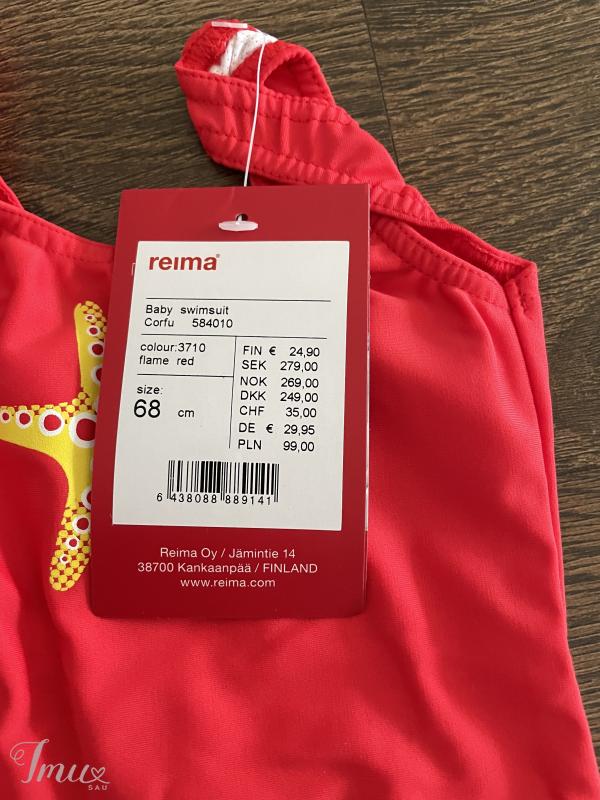 reima®
Baby swimsuit
Corfu 584010
colour:3710
flame red
size:
68 cm
FIN € 24,90
SEK 279,00
NOK 269,00
DKK 249,00
CHF 35,00
DE € 29,95
PLN 99,00
6 438088 889141
Reima Oy / Jämintie 14
38700 Kankaanpää / FINLAND
www.reima.com
Imu
SAU